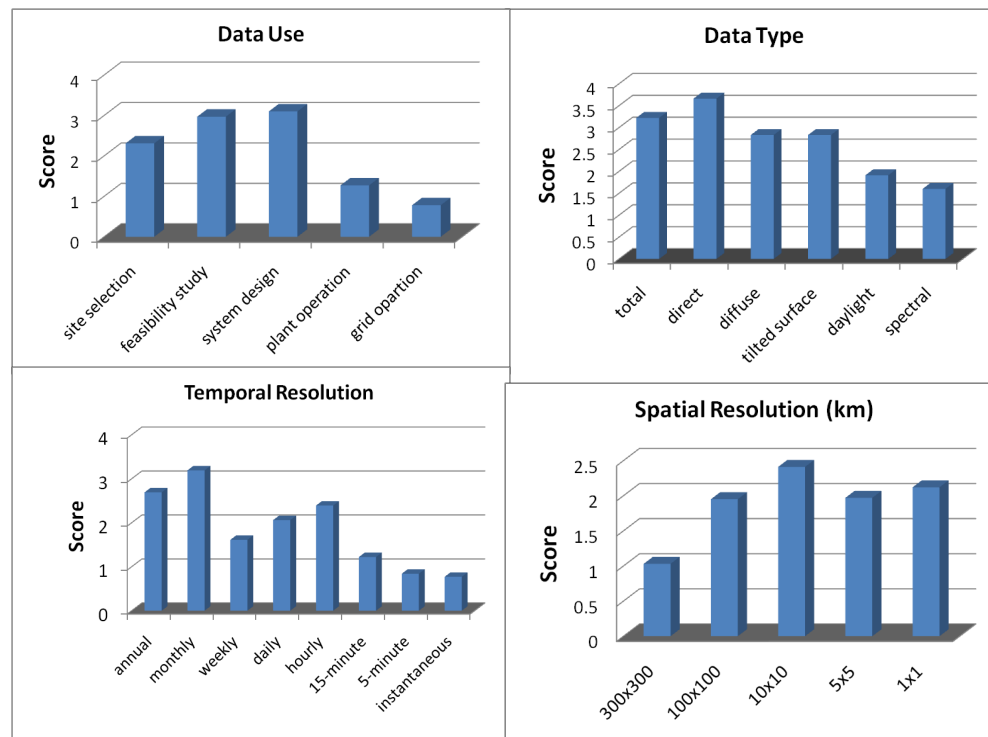 Data Use
Score
4
3
2
1
0
site selection
feasibility study
system design
plant operation
grid opartion
Data Type
Score
4
3.5
3
2.5
2
1.5
1
0.5
0
total
direct
diffuse
tilted surface
daylight
spectral
Temporal Resolution
Score
4
3
2
1
0
annual
monthly
weekly
daily
hourly
15-minute
5-minute
instantaneous
Spatial Resolution (km)
Score
2.5
2
1.5
1
0.5
0
300x300
100x100
10x10
5x5
1x1